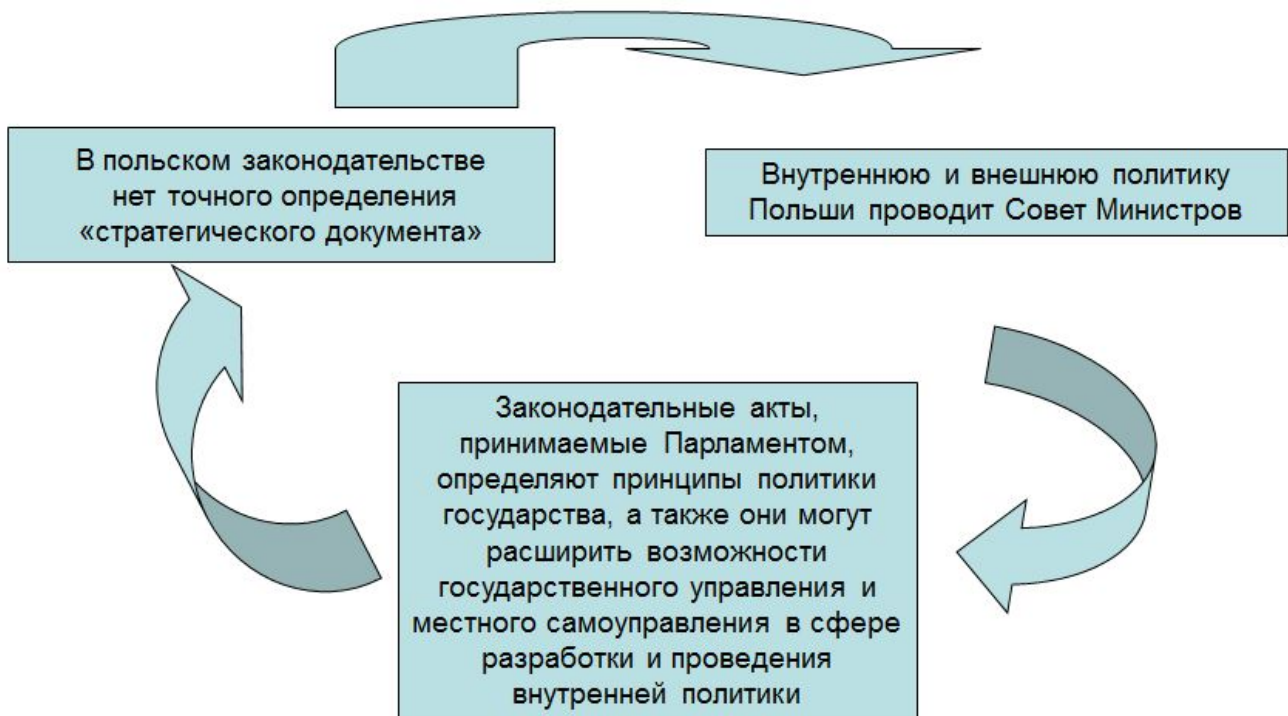 В польском законодательстве
нет точного определения
«стратегического документа»
Внутреннюю и внешнюю политику
Польши проводит Совет Министров
Законодательные акты,
принимаемые Парламентом,
определяют принципы политики
государства, а также они могут
расширить возможности
государственного управления и
местного самоуправления в сфере
разработки и проведения
внутренней политики